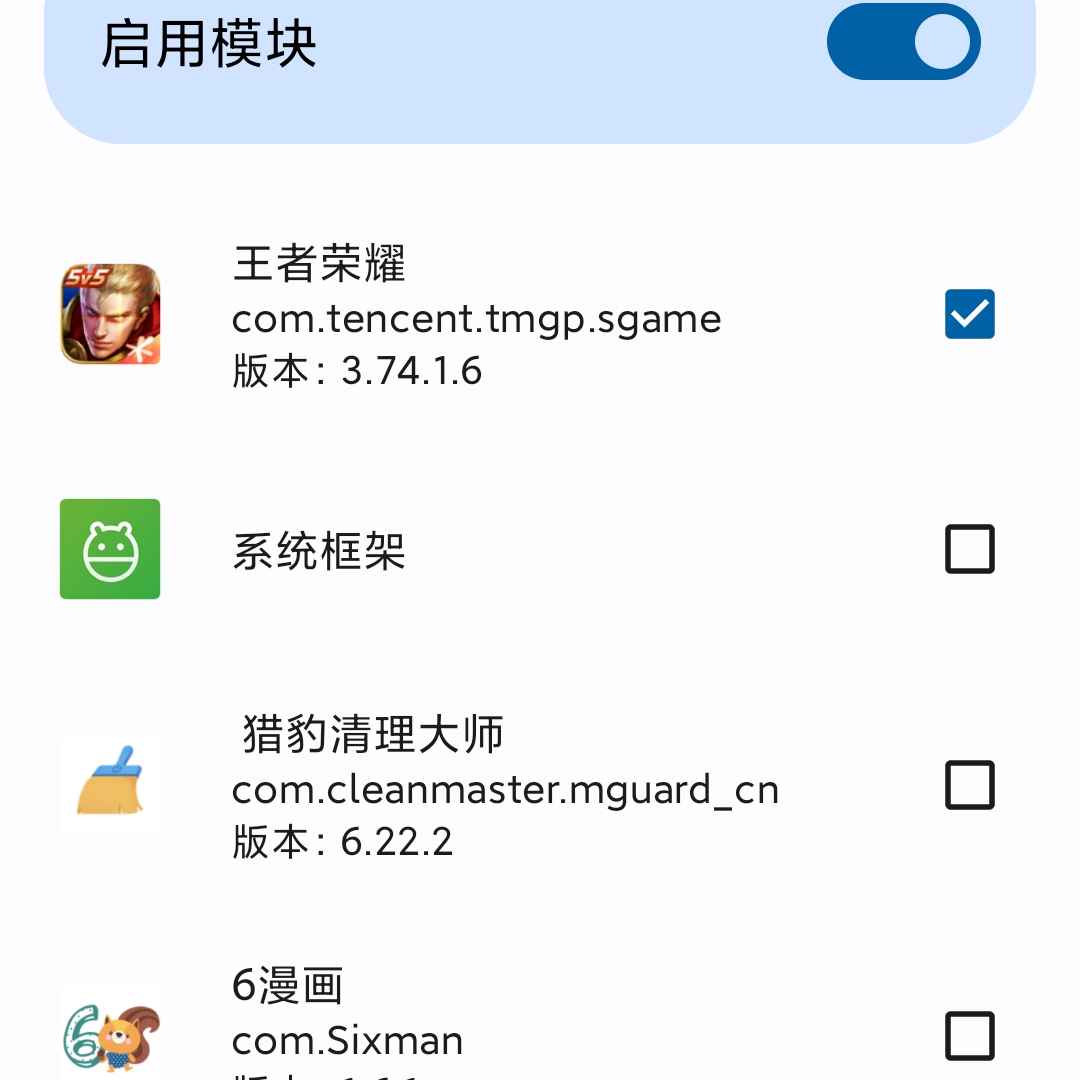 启用模块
5v5
王者荣耀
com.tencent.tmgp.sgame
版本：3.74.1.6
系统框架
猎豹清理大师
com.cleanmaster.mguard_cn
版本：6.22.2
6漫画
6
com.Sixman